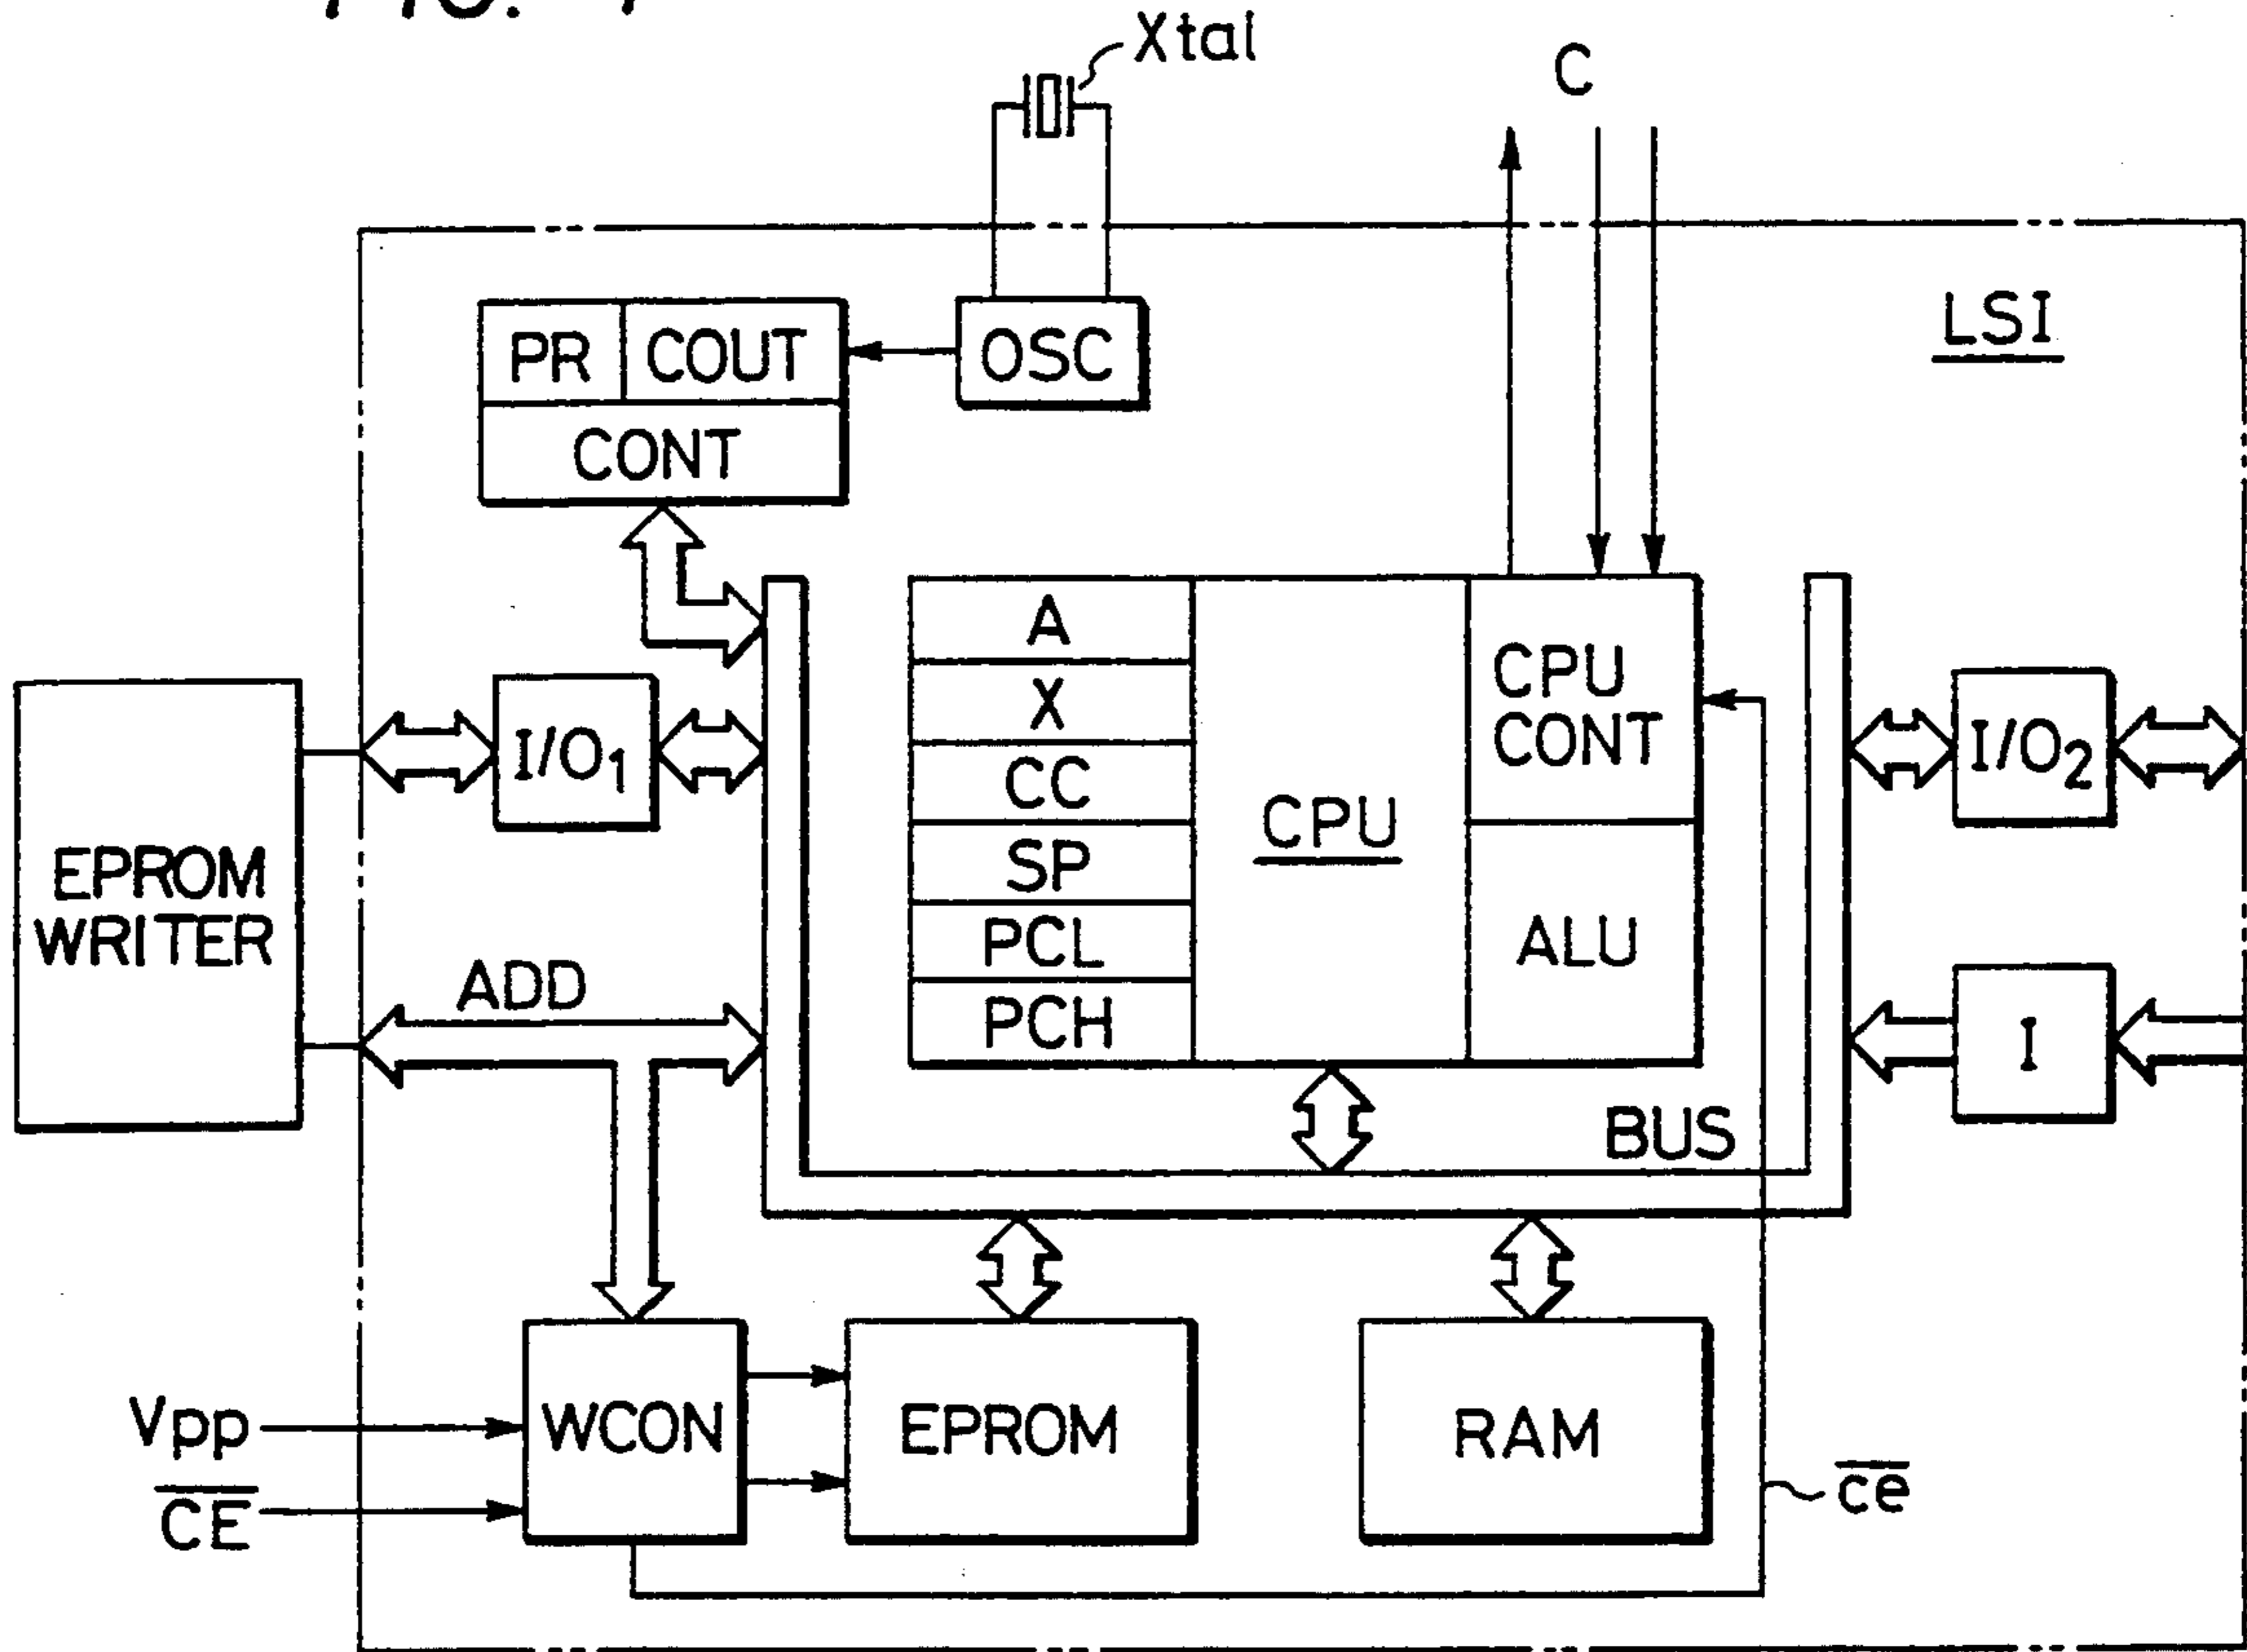 FIG.
Xtal
C
LSI
PR
COUT
OSC
CONT
A
X
CC
SP
PCL
PCH
CPU
CPU
CONT
ALU
I/O1
I/O2
I
EPROM
WRITER
ADD
BUS
Vpp
CE
WCON
EPROM
RAM
ce